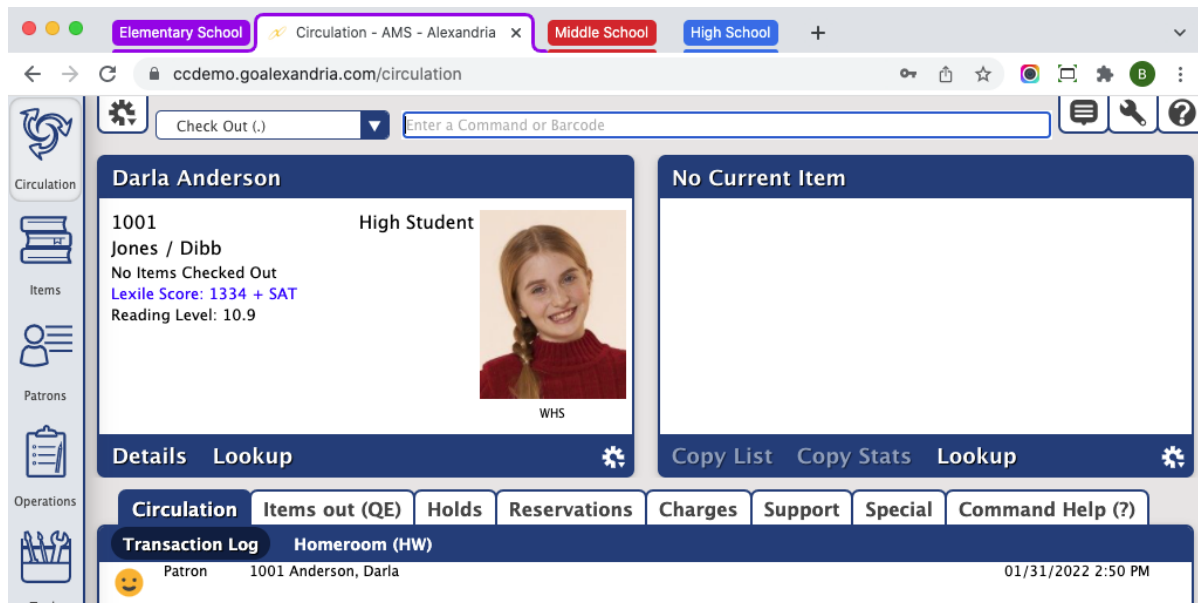 Elementary School Circulation - AMS - Alexandria Middle School High School
ccdemo.goalexandria.com/circulation B
Check Out (.) Enter a Command or Barcode
Circulation
Items
Patrons
Operations
Darla Anderson
1001 High Student
Jones / Dibb
No Items Checked Out
Lexile Score: 1334 + SAT
Reading Level: 10.9
WHS
Details Lookup
No Current Item
Copy List Copy Stats Lookup
Circulation Items out (QE) Holds Reservations Charges Support Special Command Help (?)
Transaction Log Homeroom (HW)
Patron 1001 Anderson, Darla 01/31/2022 2:50 PM